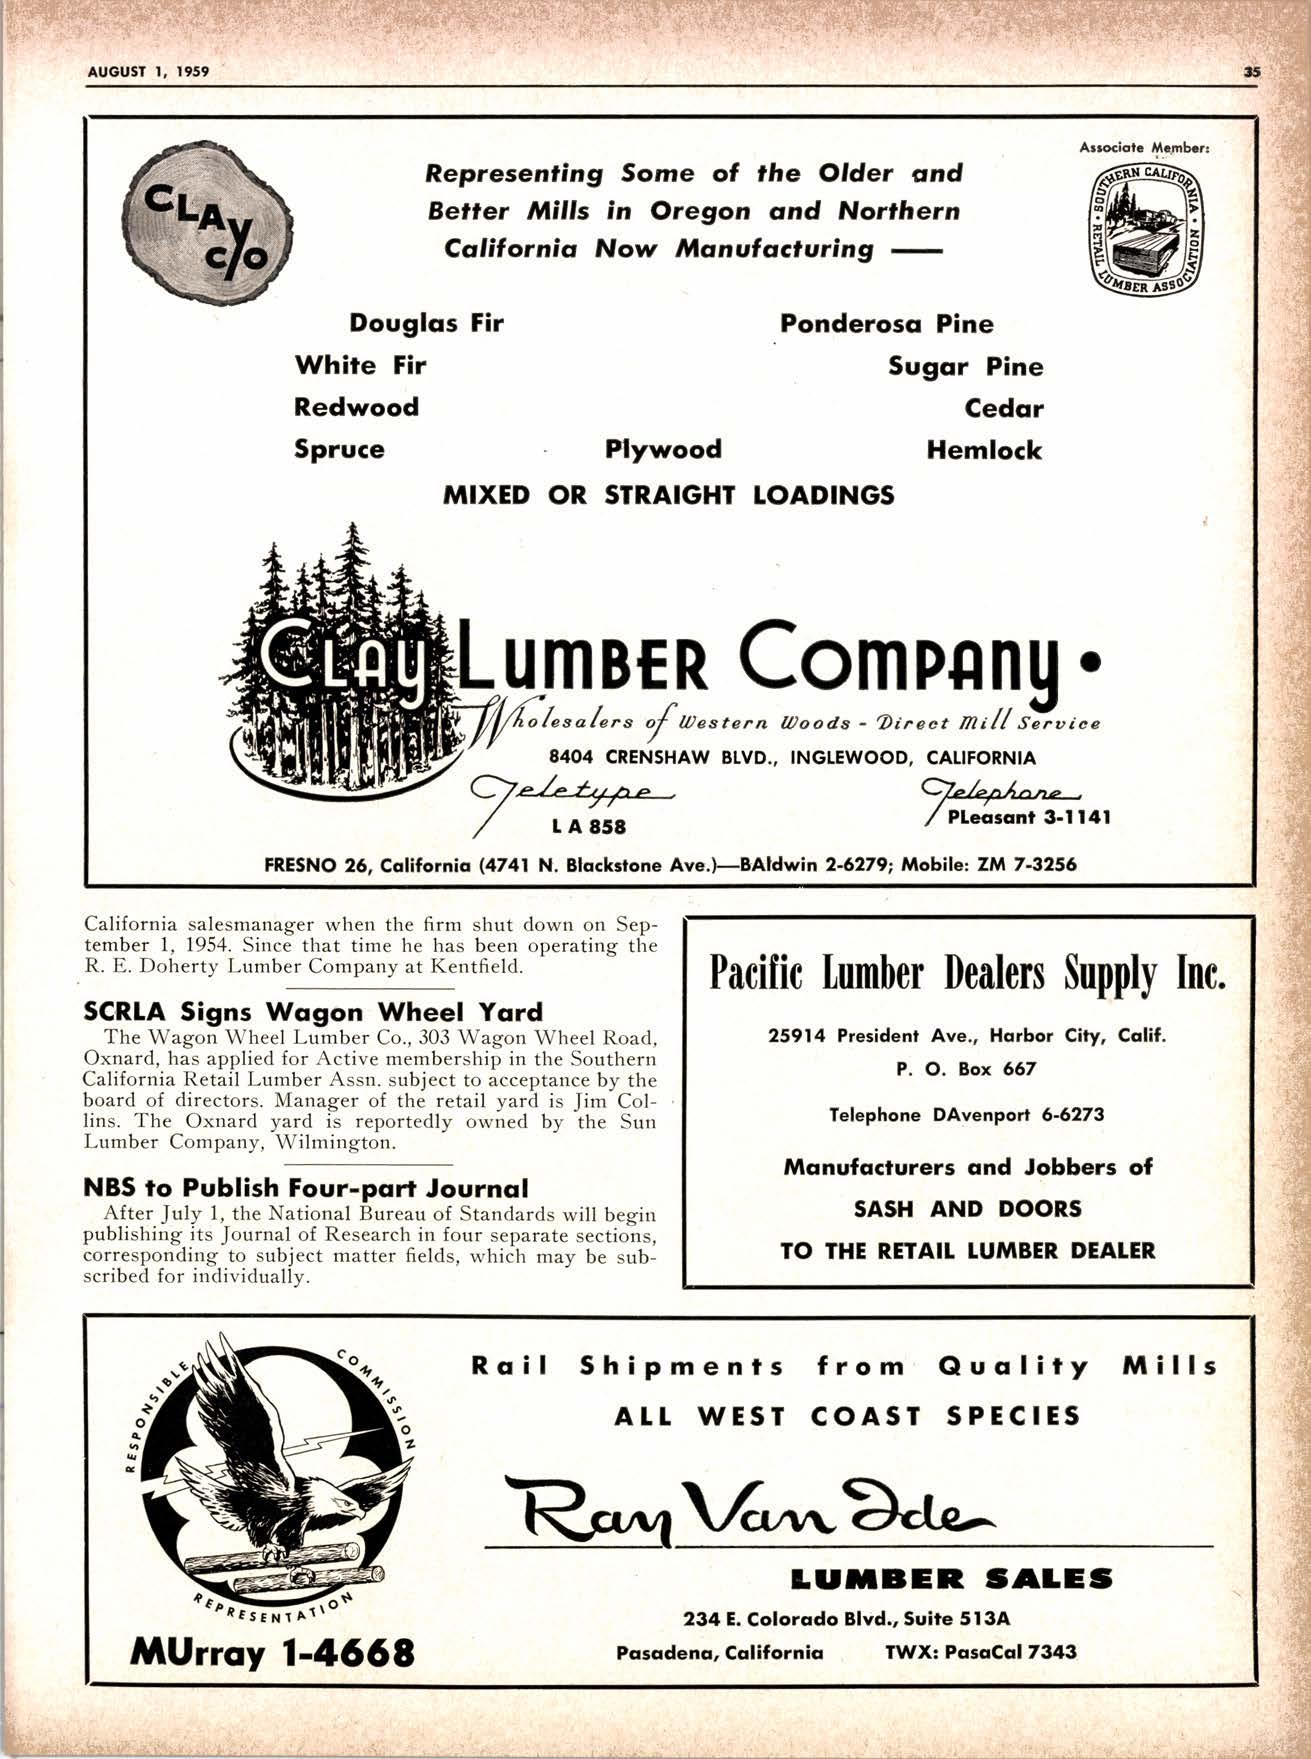 AUGUST 1, 1959
35
CLAY
c/o
Representing Some of the Older and
Better Mills in Oregon and Northern
California Now Manufacturing —
Associate Member:
SOUTHERN CALIFORNIA
RETAIL LUMBER ASSOCIATION
Douglas Fir
Ponderosa Pine
White Fir
Sugar Pine
Redwood
Cedar
Spruce
Plywood
Hemlock
MIXED OR STRAIGHT LOADINGS
CLAY LUMBER COMPANY •
Wholesalers of Western Woods - Direct Mill Service
8404 CRENSHAW BLVD., INGLEWOOD, CALIFORNIA
Teletype
Telephone
L A 858
PLeasant 3-1141
FRESNO 26, California (4741 N. Blackstone Ave.)—BAldwin 2-6279; Mobile: ZM 7-3256
California salesmanager when the firm shut down on Sep-
tember 1, 1954. Since that time he has been operating the
R. E. Doherty Lumber Company at Kentfield.
SCRLA Signs Wagon Wheel Yard
The Wagon Wheel Lumber Co., 303 Wagon Wheel Road,
Oxnard, has applied for Active membership in the Southern
California Retail Lumber Assn. subject to acceptance by the
board of directors. Manager of the retail yard is Jim Col-
lins. The Oxnard yard is reportedly owned by the Sun
Lumber Company, Wilmington.
NBS to Publish Four-part Journal
After July 1, the National Bureau of Standards will begin
publishing its Journal of Research in four separate sections,
corresponding to subject matter fields, which may be sub-
scribed for individually.
Pacific Lumber Dealers Supply Inc.
25914 President Ave., Harbor City, Calif.
P. O. Box 667
Telephone DAvenport 6-6273
Manufacturers and Jobbers of
SASH AND DOORS
TO THE RETAIL LUMBER DEALER
RESPONSIBLE
COMMISSION
REPRESENTATION
MUrray 1-4668
Rail Shipments from Quality Mills
ALL WEST COAST SPECIES
Ray Van Ide
LUMBER SALES
234 E. Colorado Blvd., Suite 513A
Pasadena, California TWX: PasaCal 7343